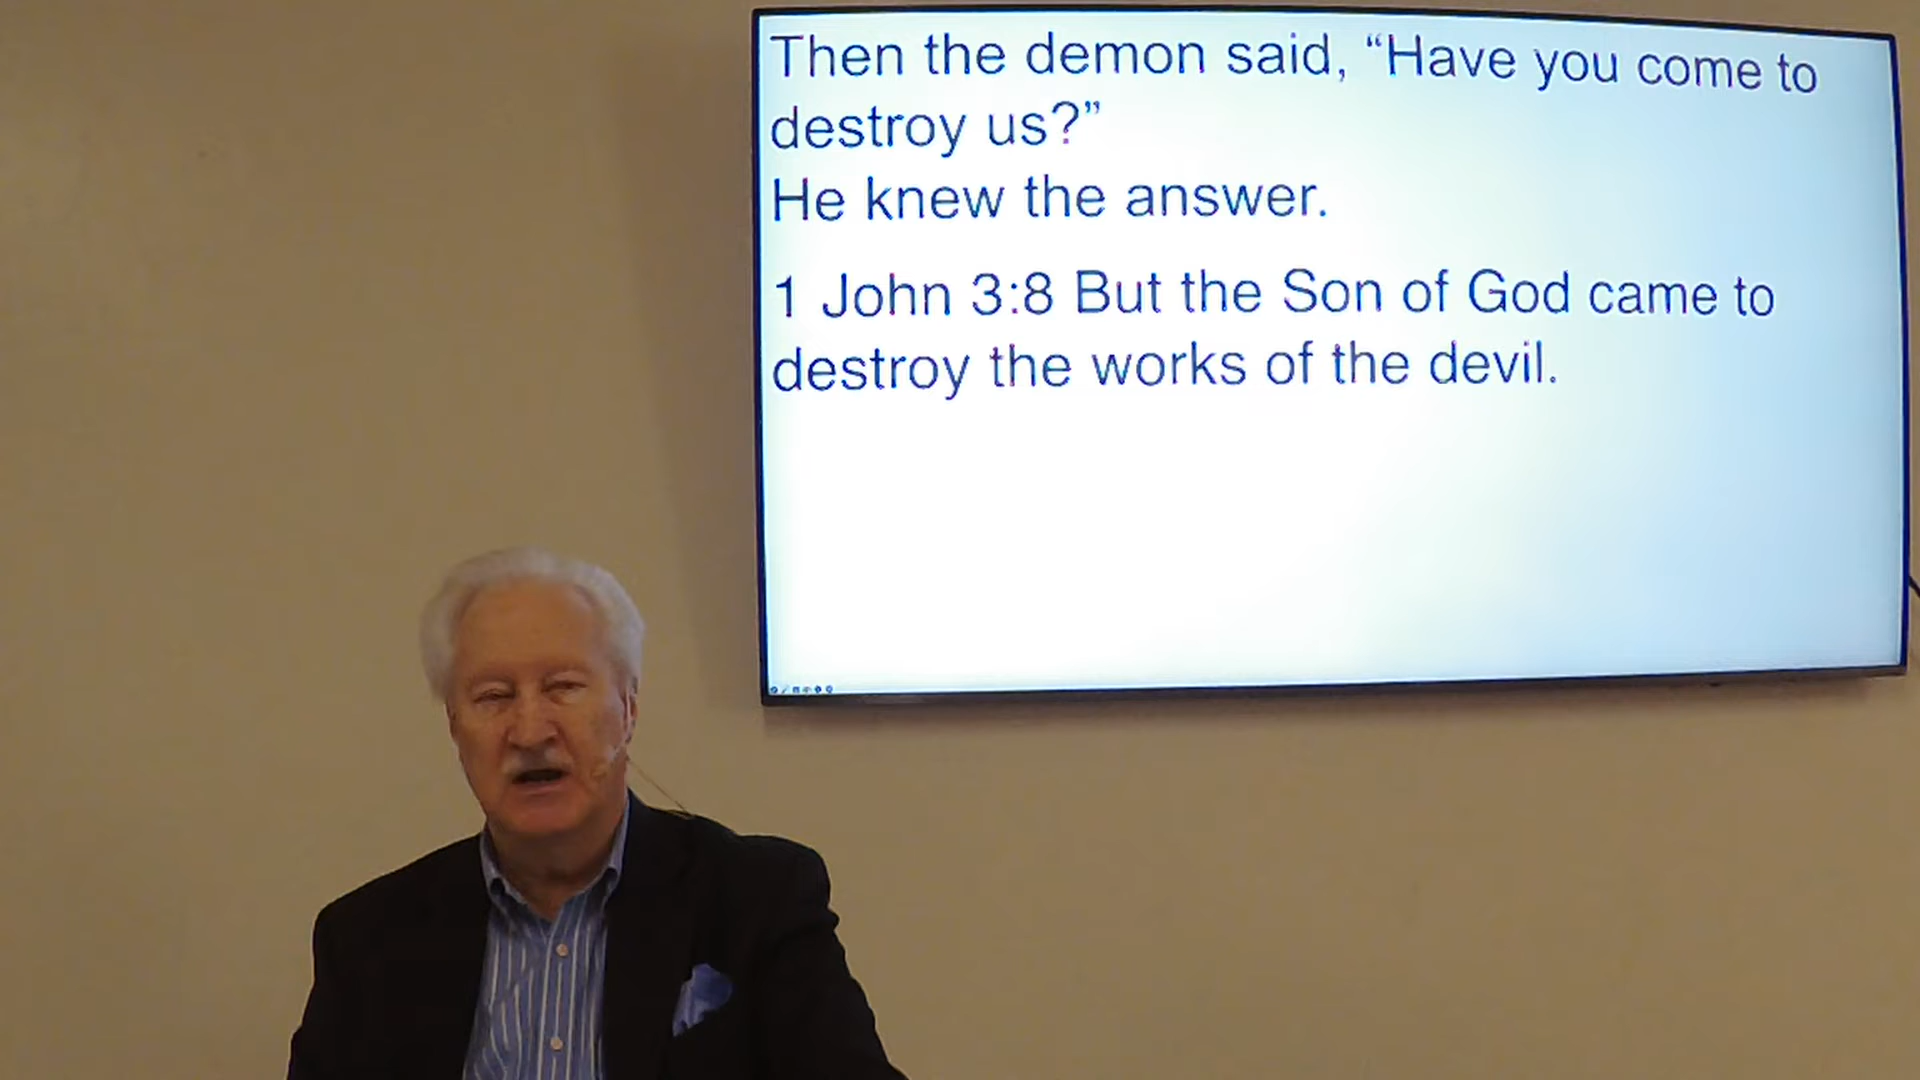 Then the demon said, “Have you come to
destroy us?”
He knew the answer.
1 John 3:8 But the Son of God came to
destroy the works of the devil.